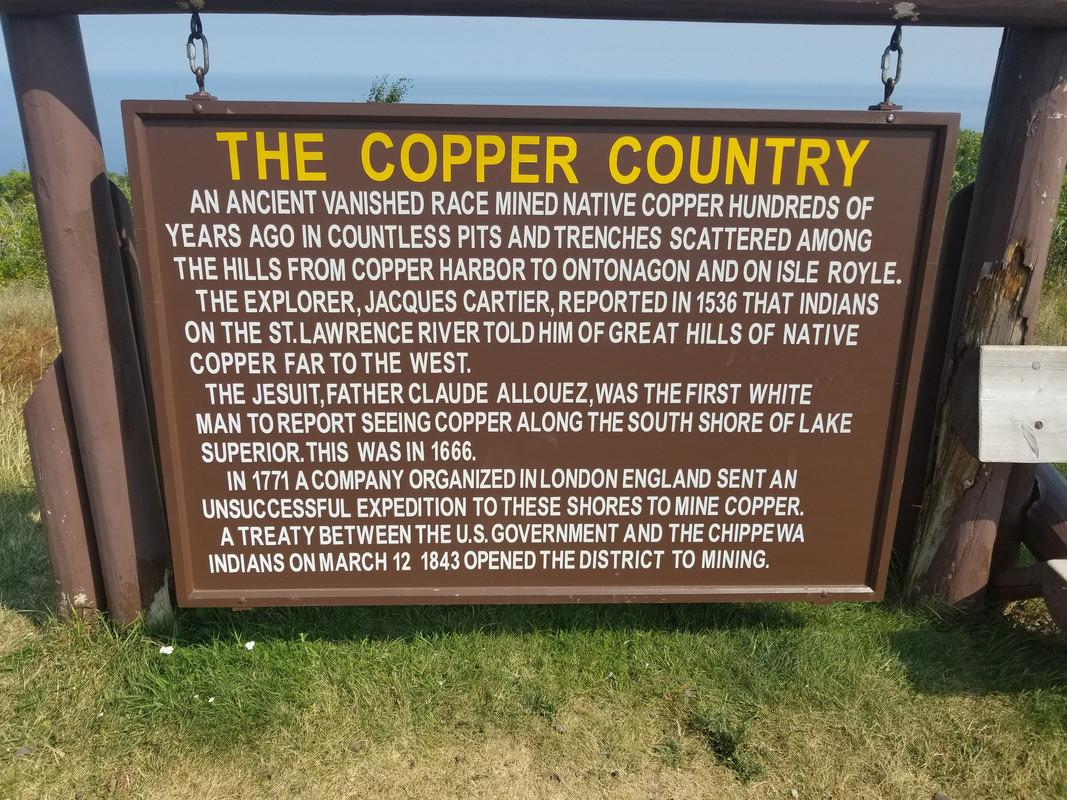 THE COPPER COUNTRY
AN ANCIENT VANISHED RACE MINED NATIVE COPPER HUNDREDS OF
YEARS AGO IN COUNTLESS PITS AND TRENCHES SCATTERED AMONG
THE HILLS FROM COPPER HARBOR TO ONTONAGON AND ON ISLE ROYLE.
THE EXPLORER, JACQUES CARTIER, REPORTED IN 1536 THAT INDIANS
ON THE ST. LAWRENCE RIVER TOLD HIM OF GREAT HILLS OF NATIVE
COPPER FAR TO THE WEST.
THE JESUIT, FATHER CLAUDE ALLOUEZ, WAS THE FIRST WHITE
MAN TO REPORT SEEING COPPER ALONG THE SOUTH SHORE OF LAKE
SUPERIOR. THIS WAS IN 1666.
IN 1771 A COMPANY ORGANIZED IN LONDON ENGLAND SENT AN
UNSUCCESSFUL EXPEDITION TO THESE SHORES TO MINE COPPER.
A TREATY BETWEEN THE U.S. GOVERNMENT AND THE CHIPPEWA
INDIANS ON MARCH 12 1843 OPENED THE DISTRICT TO MINING.